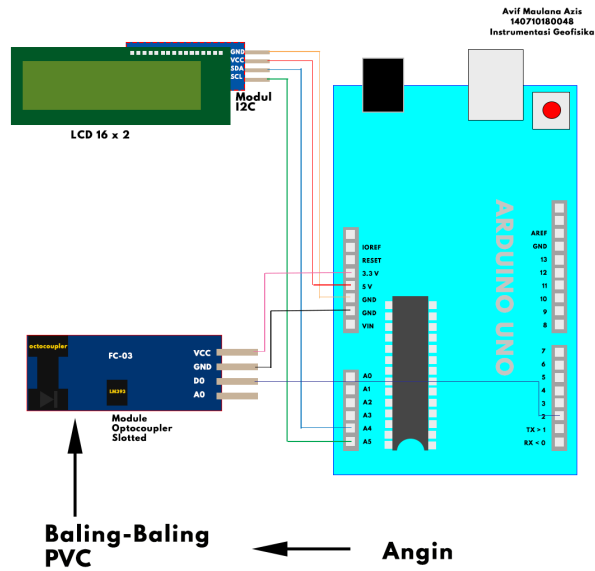 Avif Maulana Azis
140710180048
Instrumentasi Geofisika
GND
VCC
SDA
SCL
Modul
I2C
LCD 16 x 2
ARDUINO UNO
IOREF
RESET
3.3 V
5 V
GND
GND
VIN
A0
A1
A2
A3
A4
A5
AREF
GND
13
12
11
10
9
8
7
6
5
4
3
2
TX > 1
RX < 0
octocoupler
FC-03
LM393
VCC
GND
D0
A0
Module
Optocoupler
Slotted
Baling-Baling
PVC
Angin